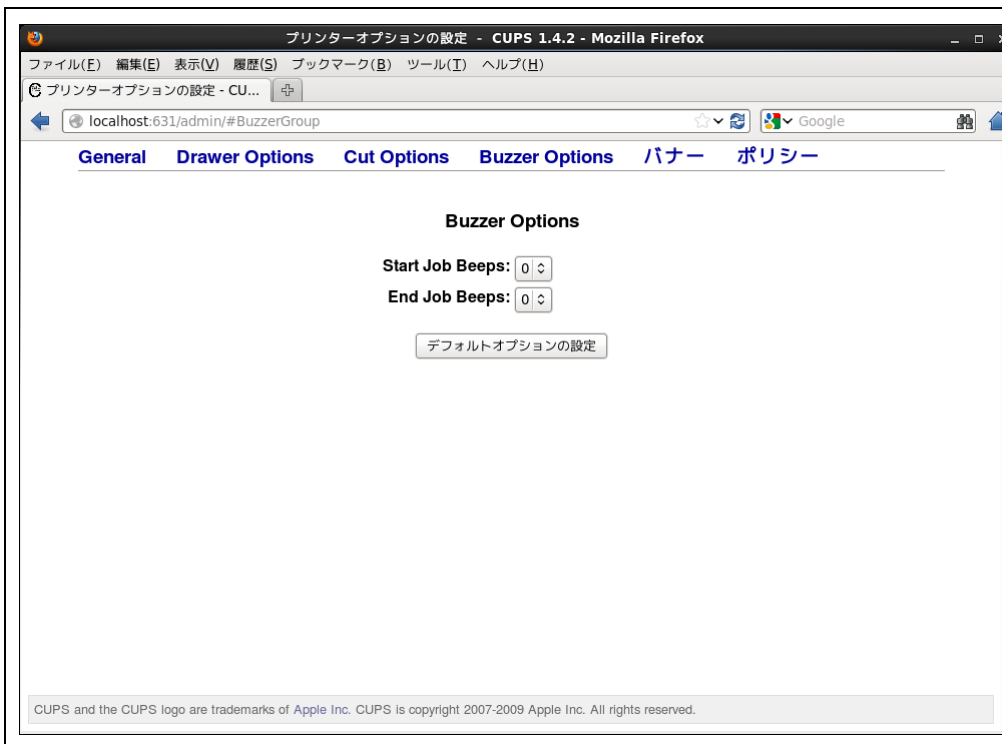 プリンターオプションの設定 - CUPS 1.4.2 - Mozilla Firefox
ファイル(F) 編集(E) 表示(V) 履歴(S) ブックマーク(B) ツール(T) ヘルプ(H)
プリンターオプションの設定 - CU...
localhost:631/admin/#BuzzerGroup Google
General Drawer Options Cut Options Buzzer Options バナー ポリシー
Buzzer Options
Start Job Beeps: 0
End Job Beeps: 0
デフォルトオプションの設定
CUPS and the CUPS logo are trademarks of Apple Inc. CUPS is copyright 2007-2009 Apple Inc. All rights reserved.